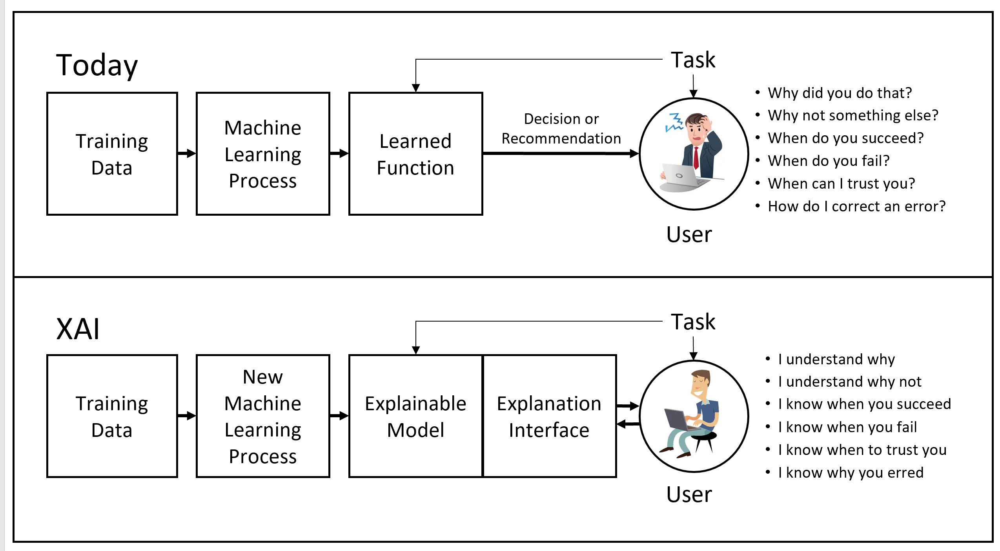 Today
Task
Training
Data
Machine
Learning
Process
Learned
Function
Decision or
Recommendation
• Why did you do that?
• Why not something else?
• When do you succeed?
• When do you fail?
• When can I trust you?
• How do I correct an error?
User
XAI
Task
Training
Data
New
Machine
Learning
Process
Explainable
Model
Explanation
Interface
• I understand why
• I understand why not
• I know when you succeed
• I know when you fail
• I know when to trust you
• I know why you erred
User